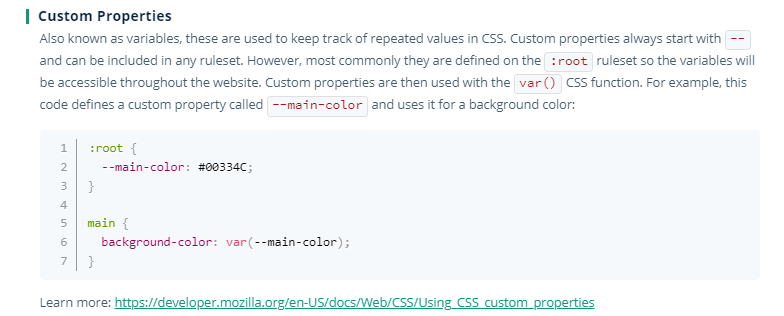 Custom Properties
Also known as variables, these are used to keep track of repeated values in CSS. Custom properties always start with --
and can be included in any ruleset. However, most commonly they are defined on the :root ruleset so the variables will
be accessible throughout the website. Custom properties are then used with the var() CSS function. For example, this
code defines a custom property called --main-color and uses it for a background color:
1 :root {
2   --main-color: #00334C;
3 }
4
5 main {
6   background-color: var(--main-color);
7 }
Learn more: https://developer.mozilla.org/en-US/docs/Web/CSS/Using_CSS_custom_properties